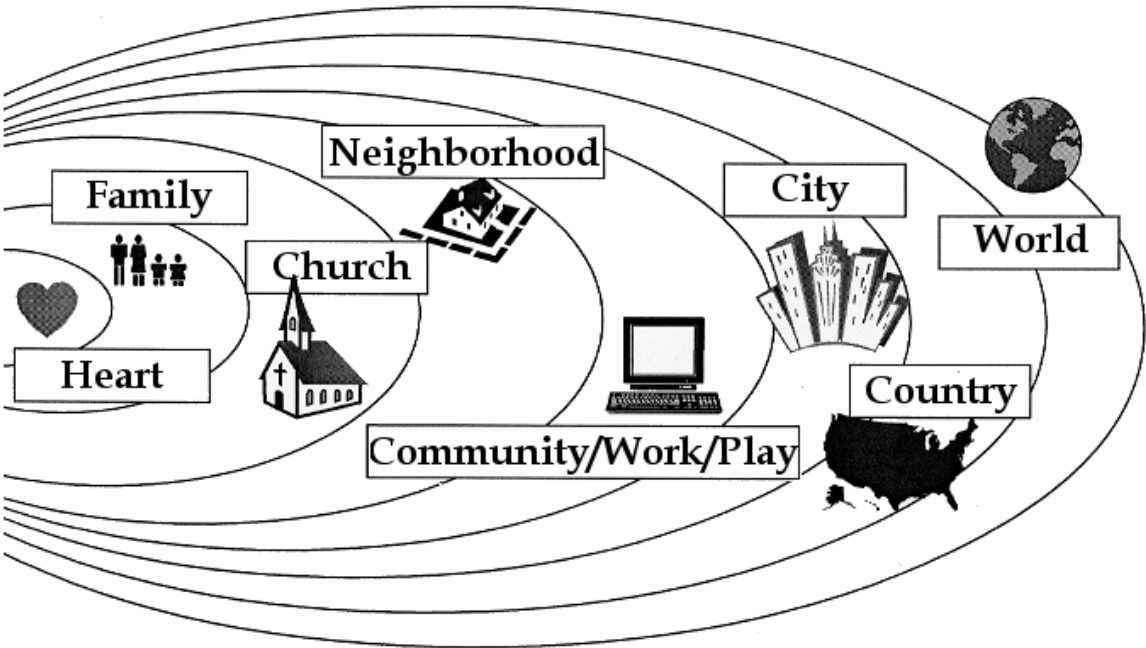 Heart
Family
Church
Neighborhood
Community/Work/Play
City
Country
World